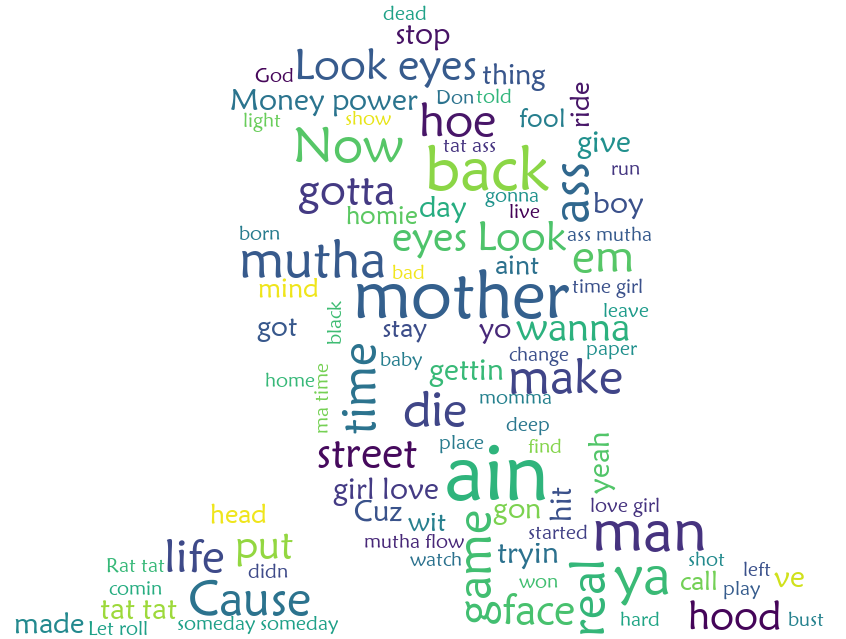 dead
stop
God Look eyes thing
Money power Don told ride
light show hoe fool
Now tat ass give
back ass run
gotta gonna boy
homie day live
born eyes Look ass mutha
mutha bad aint em
mind mother time girl
leave
got black stay yo wanna
time baby change paper
home ma time gettin make
momma
die deep
street place find yeah
ain
girl love hit love girl
head Cuz wit gon man
life put mutha flow game started
Rat tat didn watch tryin shot left
comin won real ya call play ve
tat tat Cause face
made Let roll someday someday hard hood bust